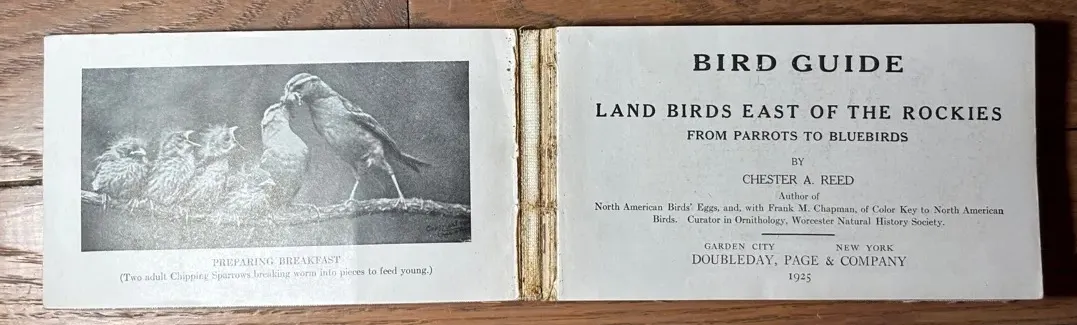 PREPARING BREAKFAST
(Two adult Chipping Sparrows breaking worm into pieces to feed young.)
BIRD GUIDE
LAND BIRDS EAST OF THE ROCKIES
FROM PARROTS TO BLUEBIRDS
BY
CHESTER A. REED
Author of
North American Birds' Eggs, and, with Frank M. Chapman, of Color Key to North American
Birds. Curator in Ornithology, Worcester Natural History Society.
GARDEN CITY NEW YORK
DOUBLEDAY, PAGE & COMPANY
1925